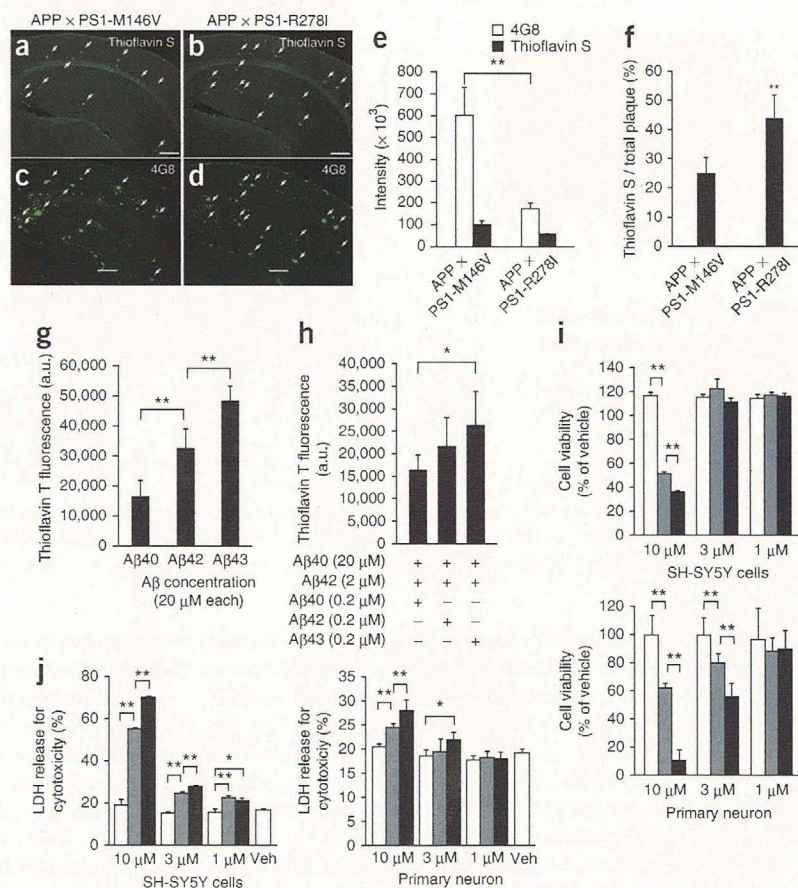 APP × PS1-M146V
APP × PS1-R278I
a
Thioflavin S
b
Thioflavin S
c
4G8
d
4G8
e
4G8
Thioflavin S
**
Intensity (× 10³)
800
700
600
500
400
300
200
100
0
APP + PS1-M146V
APP + PS1-R278I
f
**
Thioflavin S / total plaque (%)
60
50
40
30
20
10
0
APP + PS1-M146V
APP + PS1-R278I
g
** **
Thioflavin T fluorescence (a.u.)
60,000
50,000
40,000
30,000
20,000
10,000
0
Aβ40 Aβ42 Aβ43
Aβ concentration
(20 µM each)
h
*
Thioflavin T fluorescence
(a.u.)
40,000
35,000
30,000
25,000
20,000
15,000
10,000
5,000
0
Aβ40 (20 µM) + + +
Aβ42 (2 µM) + + +
Aβ40 (0.2 µM) + – –
Aβ42 (0.2 µM) – + –
Aβ43 (0.2 µM) – – +
i
Cell viability
(% of vehicle)
120
100
80
60
40
20
0
** **
10 µM 3 µM 1 µM
SH-SY5Y cells
Cell viability
(% of vehicle)
120
100
80
60
40
20
0
** ** ** **
10 µM 3 µM 1 µM
Primary neuron
j
LDH release for
cytotoxicity (%)
80
60
40
20
0
** ** ** ** ** *
10 µM 3 µM 1 µM Veh
SH-SY5Y cells
LDH release for
cytotoxiciy (%)
35
30
25
20
15
10
5
0
** ** *
10 µM 3 µM 1 µM Veh
Primary neuron